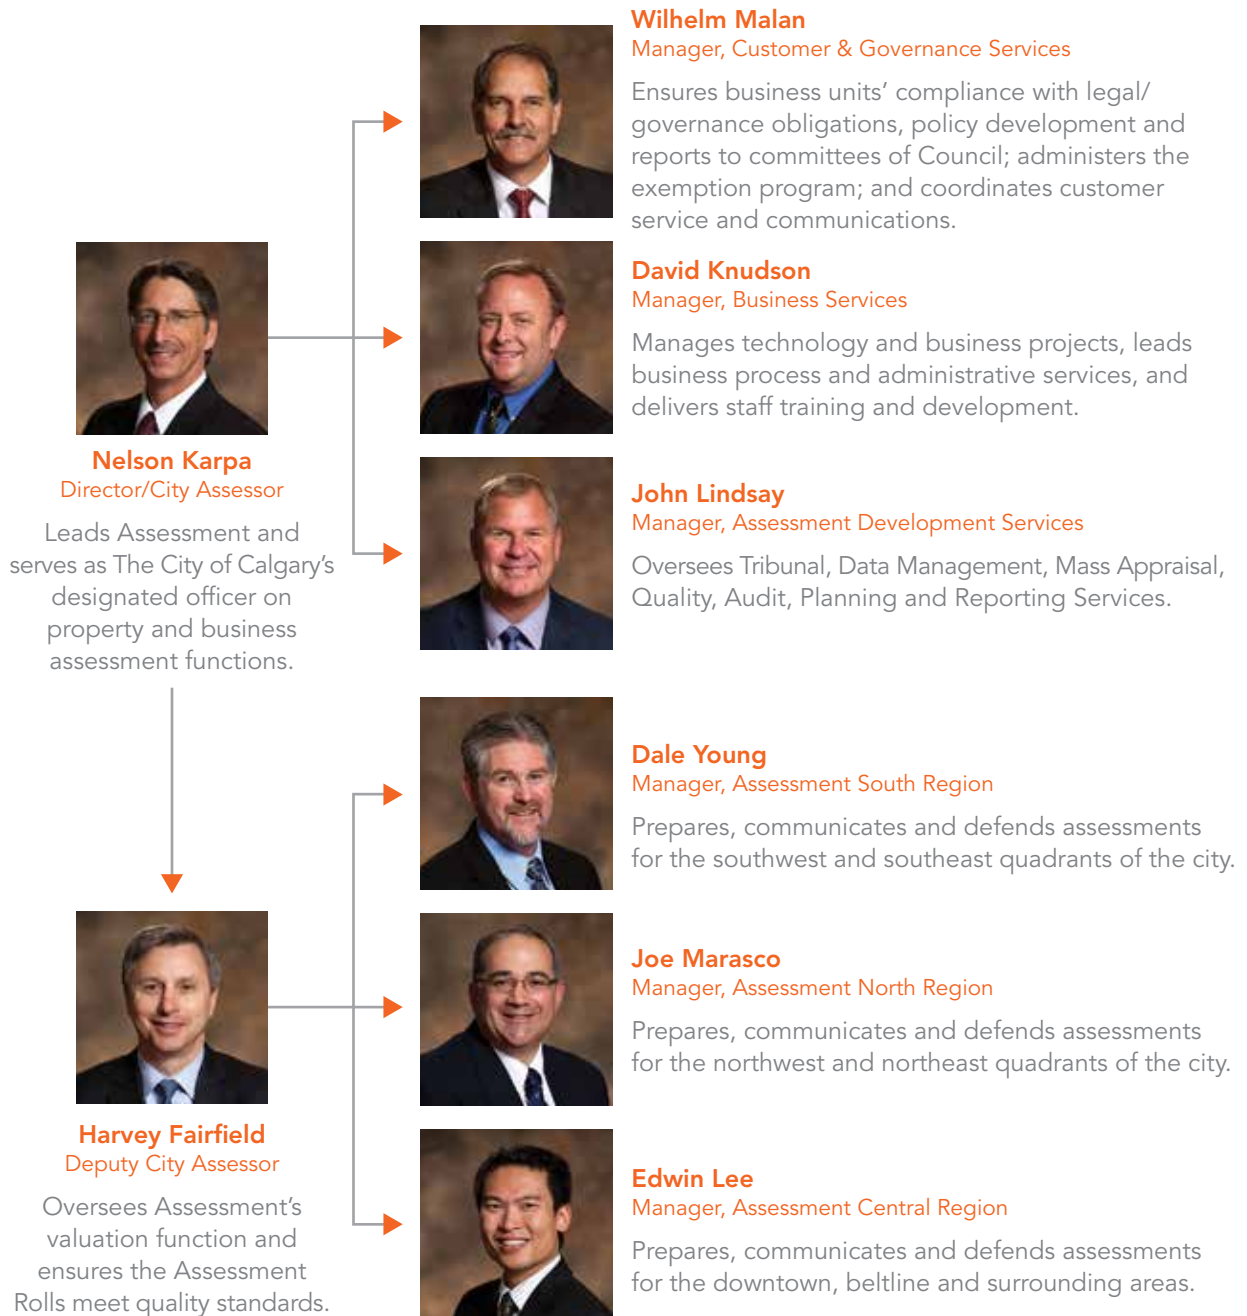 Wilhelm Malan
Manager, Customer & Governance Services
Ensures business units’ compliance with legal/
governance obligations, policy development and
reports to committees of Council; administers the
exemption program; and coordinates customer
service and communications.
David Knudson
Manager, Business Services
Manages technology and business projects, leads
business process and administrative services, and
delivers staff training and development.
Nelson Karpa
Director/City Assessor
Leads Assessment and
serves as The City of Calgary’s
designated officer on
property and business
assessment functions.
John Lindsay
Manager, Assessment Development Services
Oversees Tribunal, Data Management, Mass Appraisal,
Quality, Audit, Planning and Reporting Services.
Dale Young
Manager, Assessment South Region
Prepares, communicates and defends assessments
for the southwest and southeast quadrants of the city.
Joe Marasco
Manager, Assessment North Region
Prepares, communicates and defends assessments
for the northwest and northeast quadrants of the city.
Harvey Fairfield
Deputy City Assessor
Oversees Assessment’s
valuation function and
ensures the Assessment
Rolls meet quality standards.
Edwin Lee
Manager, Assessment Central Region
Prepares, communicates and defends assessments
for the downtown, beltline and surrounding areas.